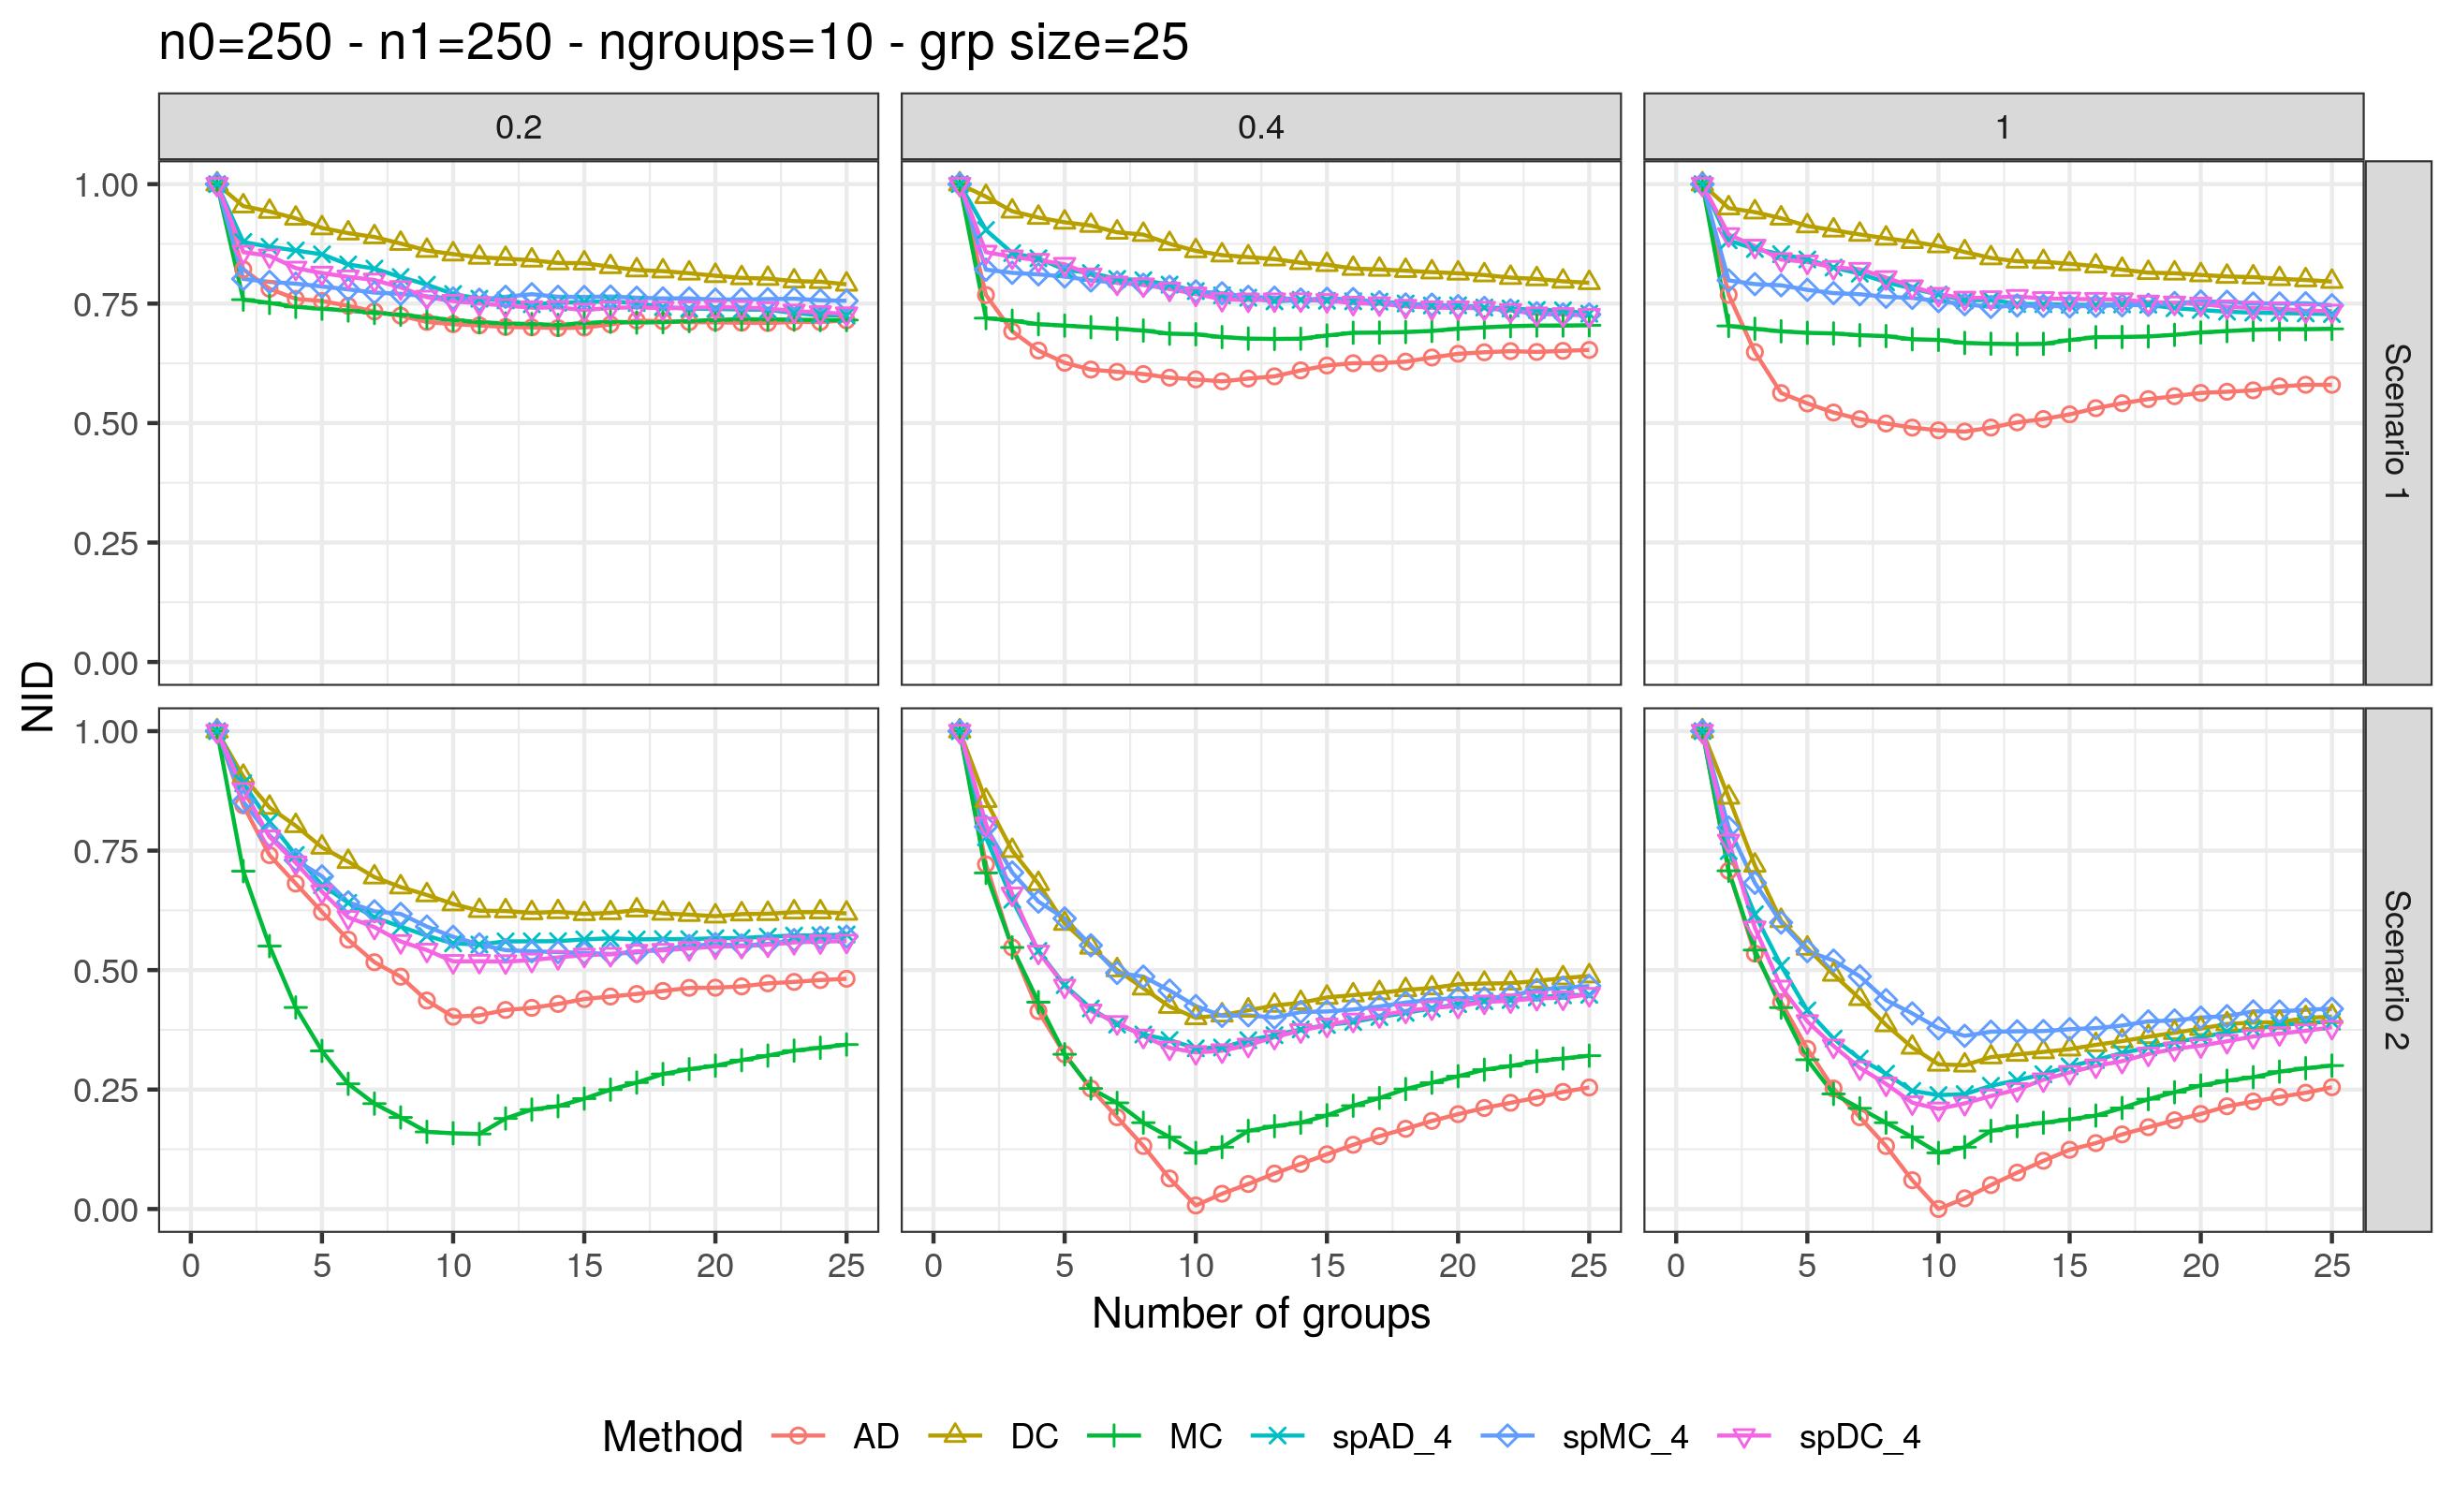 n0=250 - n1=250 - ngroups=10 - grp size=25
0.2 0.4 1
1.00
0.75
0.50
0.25
0.00
Scenario 1
NID
1.00
0.75
0.50
0.25
0.00
Scenario 2
0 5 10 15 20 25 0 5 10 15 20 25 0 5 10 15 20 25
Number of groups
Method AD DC MC spAD_4 spMC_4 spDC_4